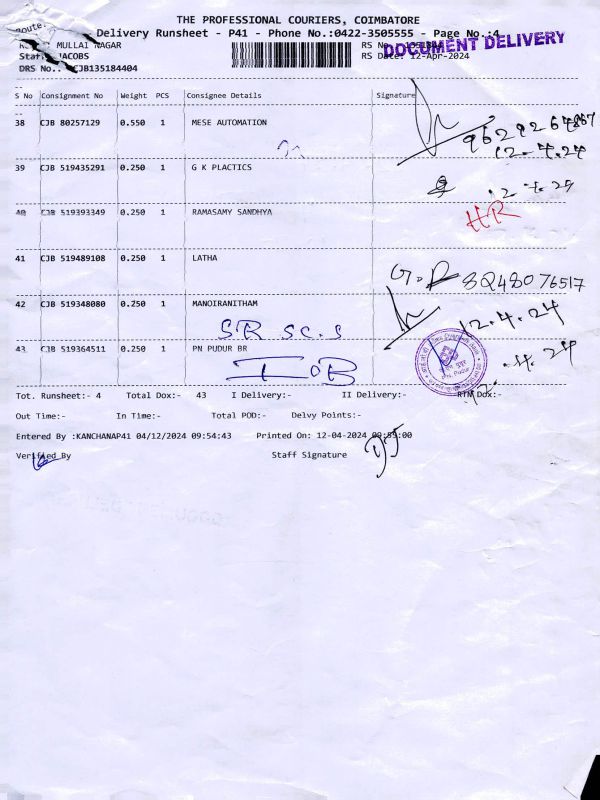 THE PROFESSIONAL COURIERS, COIMBATORE
Delivery Runsheet - P41 - Phone No.:0422-3505555 - Page No.:4
DOCUMENT DELIVERY
MULLAI NAGAR RS No.
JACOBS RS Date: 12-Apr-2024
DRS No.: CJB135184404
S No Consignment No Weight PCS Consignee Details Signature
38 CJB 80257129 0.550 1 MESE AUTOMATION
12.4.24
39 CJB 519435291 0.250 1 G K PLACTICS
40 CJB 519393349 0.250 1 RAMASAMY SANDHYA HR
41 CJB 519489108 0.250 1 LATHA
8248076517
42 CJB 519348080 0.250 1 MANOIRANITHAM
12.4.24
43 CJB 519364511 0.250 1 PN PUDUR BR
IOB
Tot. Runsheet:- 4 Total Dox:- 43 I Delivery:- II Delivery:- RTN Dox:-
Out Time:- In Time:- Total POD:- Delvy Points:-
Entered By :KANCHANAP41 04/12/2024 09:54:43 Printed On: 12-04-2024
Verified By Staff Signature